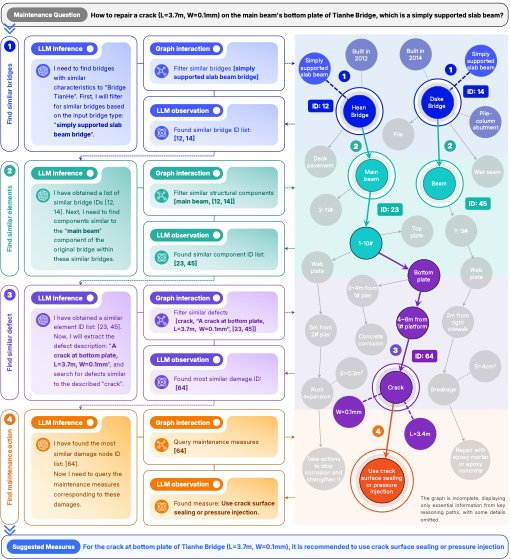 Maintenance Question
How to repair a crack (L=3.7m, W=0.1mm) on the main beam's bottom plate of Tianhe Bridge, which is a simply supported slab beam bridge?
1
Find similar bridges
LLM Inference
I need to find bridges
with similar
characteristics to "Bridge
TianHe". First, I will filter
for similar bridges based
on the input bridge type:
"simply supported slab
beam bridge".
Graph interaction
Filter similar bridges [simply
supported slab beam bridge]
LLM observation
Found similar bridge ID list:
[12, 14]
2
Find similar elements
LLM Inference
I have obtained a list of
similar bridge IDs [12,
14]. Next, I need to find
components similar to
the "main beam"
component of the
original bridge within
these similar bridges.
Graph interaction
Filter similar structural components
[main beam, [12, 14]]
LLM observation
Found similar component ID list:
[23, 45]
3
Find similar defect
LLM Inference
I have obtained a similar
element ID list: [23, 45].
Now, I will extract the
defect description: "A
crack at bottom plate,
L=3.7m, W=0.1mm", and
search for defects similar
to the described "crack".
Graph interaction
Filter similar defects
[crack, "A crack at bottom plate,
L=3.7m, W=0.1mm", [23, 45]]
LLM observation
Found most similar damage ID:
[64]
4
Find maintenance action
LLM Inference
I have found the most
similar damage node ID
list: [64].
Now I need to query the
maintenance measures
corresponding to these
damages.
Graph interaction
Query maintenance measures
[64]
LLM observation
Found measure: Use crack surface
sealing or pressure injection.
Simply
supported
slab beam
Built in
2012
Built in
2014
Simply
supported
slab beam
1
1
ID: 12
ID: 14
Hean
Bridge
Dake
Bridge
Pile-
column
abutment
Pile
2
2
Deck
pavement
Main
beam
Beam
Wet seam
ID: 23
ID: 45
2-10#
Top
plate
1-10#
Web
plate
Bottom
plate
Web
plate
4~4m from
1# pier
4~6m from
1# platform
2m from
right
sidewalk
5m from
2# pier
Concrete
corrosion
3
ID: 64
S=0.3m²
S=4cm²
Rust
expansion
Crack
Breakage
W=0.1mm
L=3.4m
4
Take actions
to stop
corrosion and
strengthen it
Use crack
surface sealing
or pressure
injection
Repair with
epoxy mortar
or epoxy
concrete
The graph is incomplete, displaying
only essential information from key
reasoning paths, with some details
omitted.
Suggested Measures
For the crack at bottom plate of Tianhe Bridge (L=3.7m, W=0.1mm), it is recommended to use crack surface sealing or pressure injection